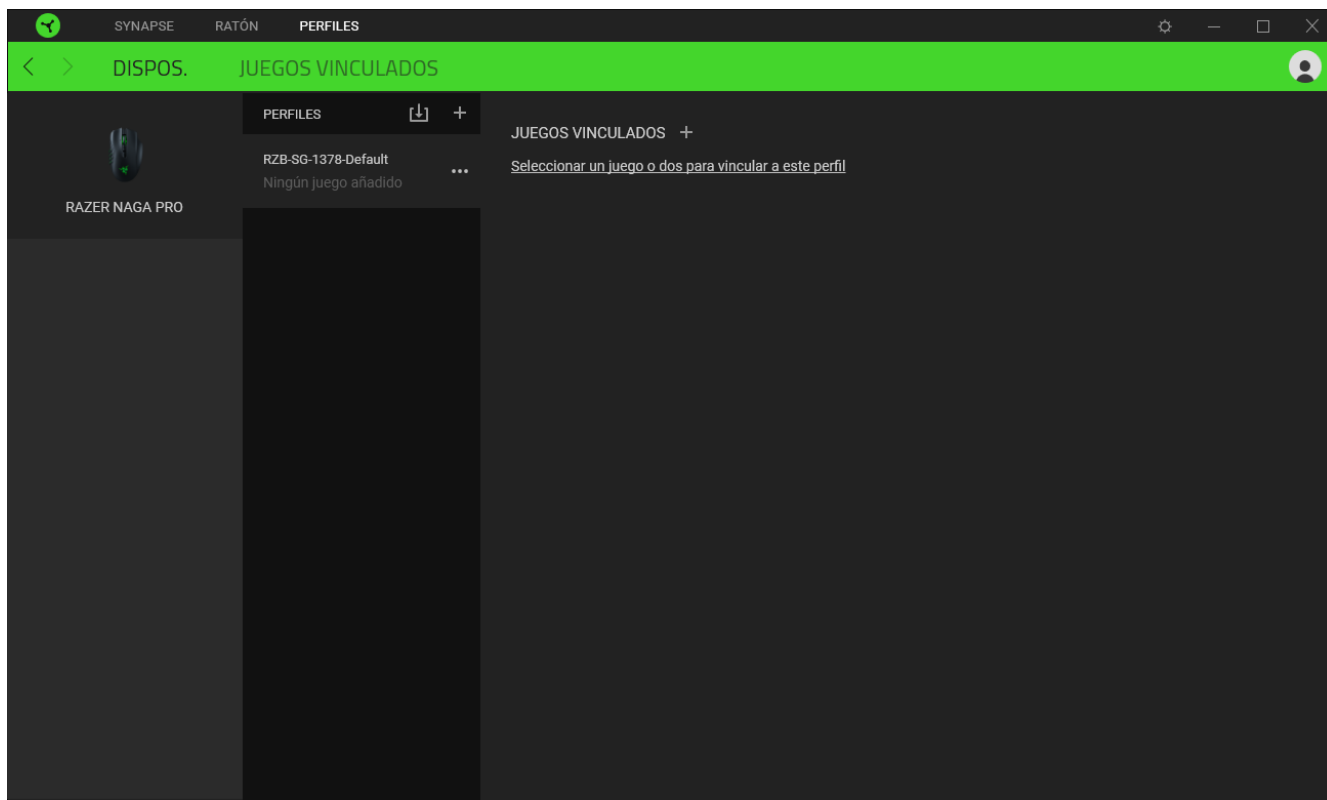 SYNAPSE RATÓN PERFILES
DISPOS. JUEGOS VINCULADOS
RAZER NAGA PRO
PERFILES
RZB-SG-1378-Default
Ningún juego añadido
JUEGOS VINCULADOS
Seleccionar un juego o dos para vincular a este perfil